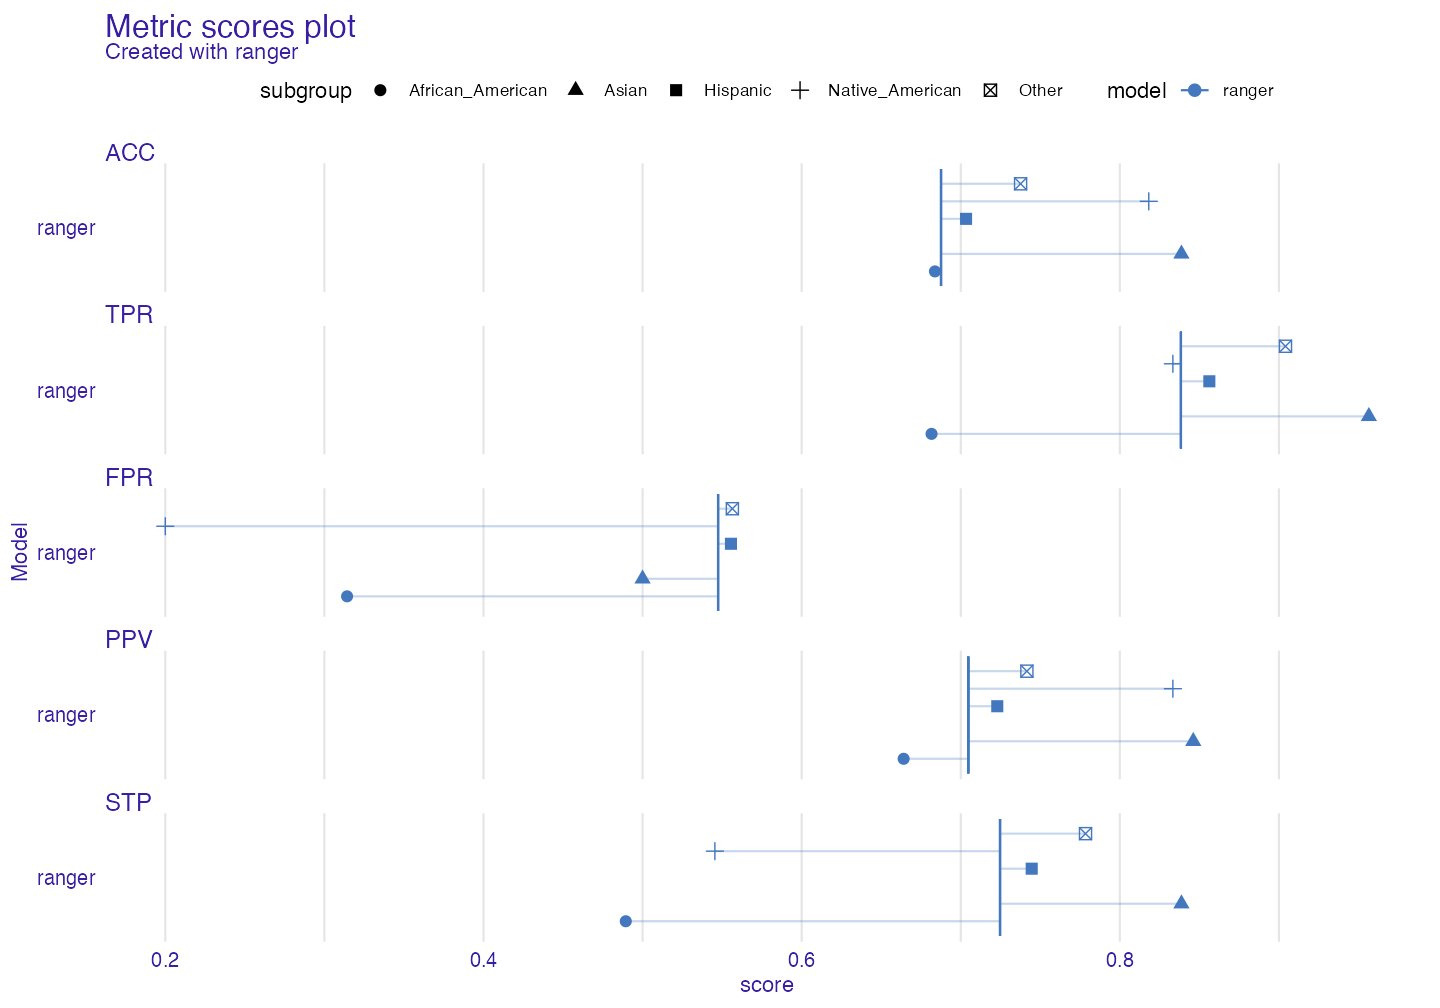 Metric scores plot
Created with ranger
subgroup African_American Asian Hispanic Native_American Other model ranger
ACC
ranger
TPR
ranger
FPR
ranger
PPV
ranger
STP
ranger
Model
0.2 0.4 0.6 0.8
score